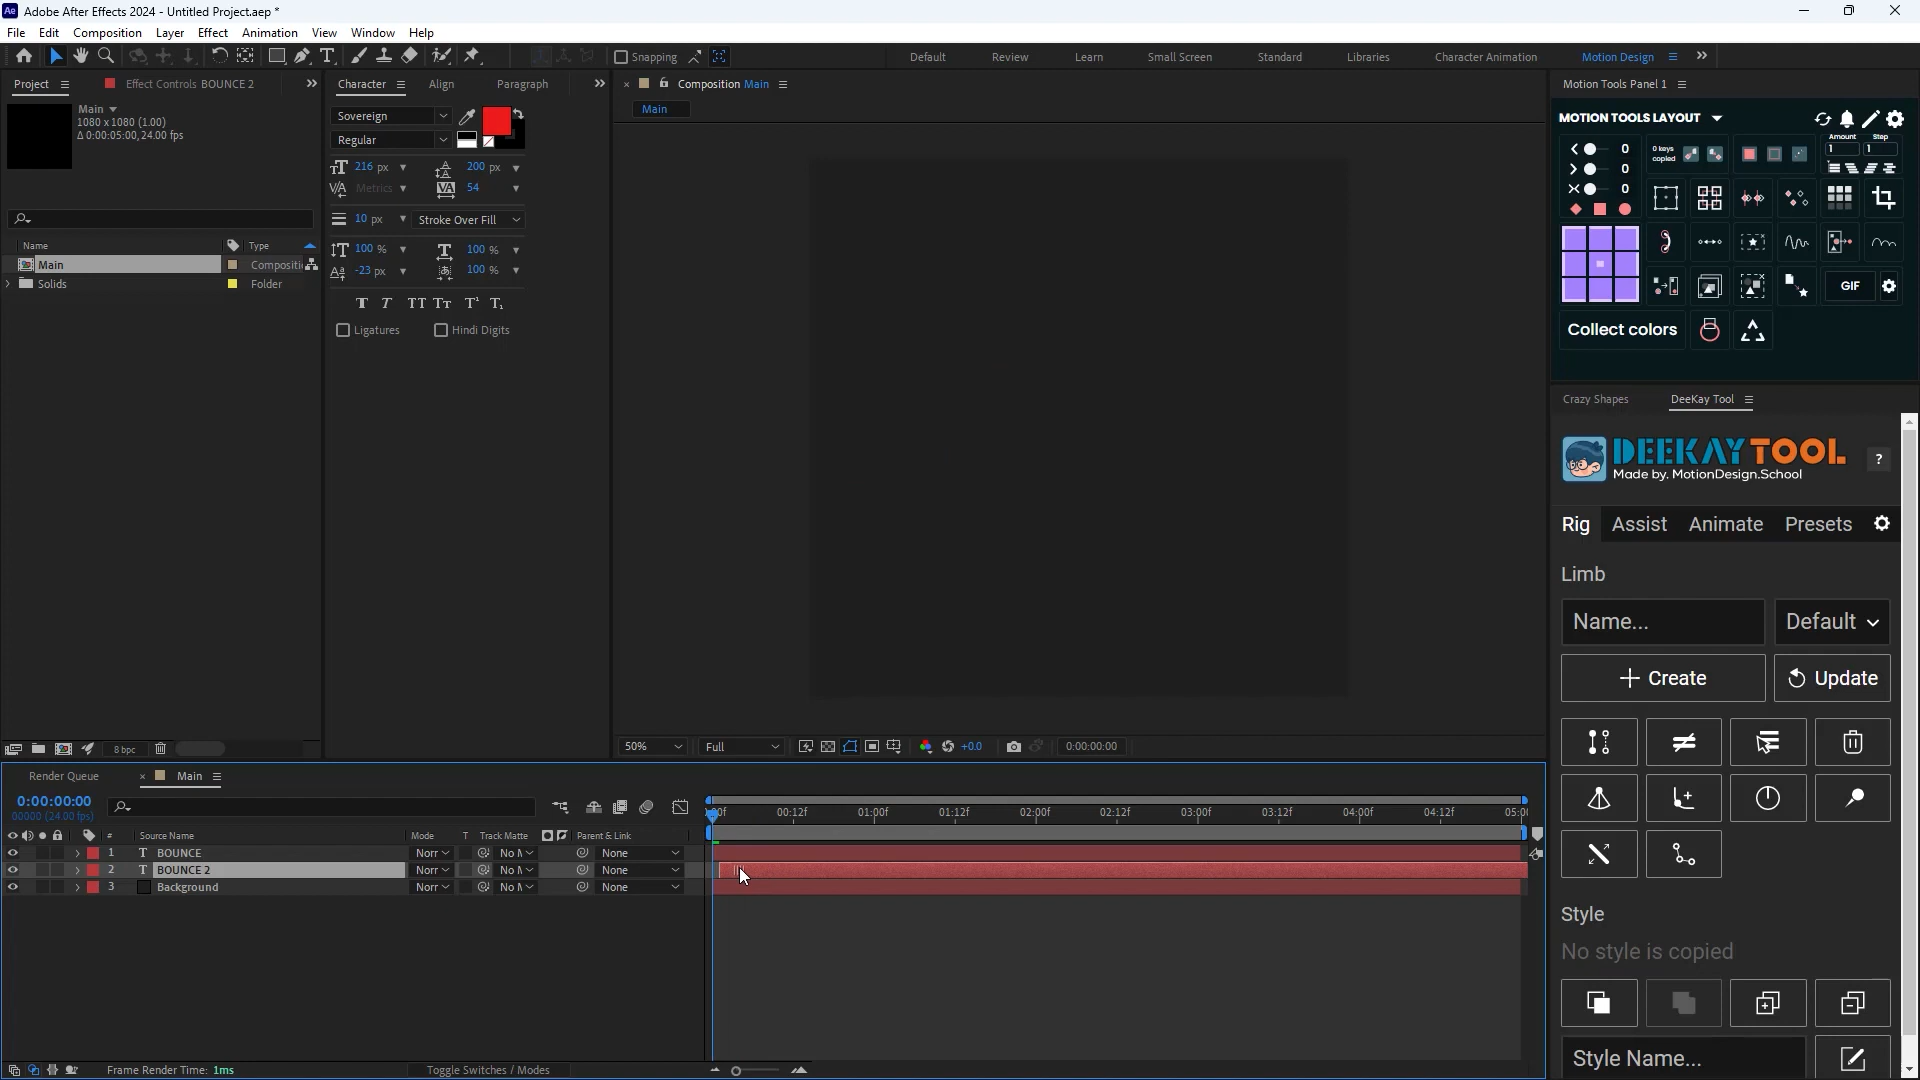 Ae Adobe After Effects 2024 - Untitled Project.aep *
File Edit Composition Layer Effect Animation View Window Help
Snapping
Default Review Learn Small Screen Standard Libraries Character Animation Motion Design
Project Effect Controls BOUNCE 2
Character Align Paragraph
Composition Main
Motion Tools Panel 1
Main
1080 x 1080 (1.00)
Δ 0:00:05:00, 24.00 fps)
Main
Sovereign
Regular
216 px 200 px
Metrics 54
10 px Stroke Over Fill
100 % 100 %
-23 px 100 %
Ligatures Hindi Digits
MOTION TOOLS LAYOUT
0
0
0
0 keys
copied
Amount Step
1 1
GIF
Collect colors
Name Type
Main Compositi
Solids Folder
8 bpc
50% Full +0.0 0:00:00:00
Crazy Shapes DeeKay Tool
DEEKAY TOOL
Made by. MotionDesign.School
?
Rig Assist Animate Presets
Limb
Name... Default
Create Update
Style
No style is copied
Style Name...
Render Queue Main
0:00:00:00
00000 (24.00 fps)
00:12f 01:00f 01:12f 02:00f 02:12f 03:00f 03:12f 04:00f 04:12f 05:0
# Source Name Mode T Track Matte Parent & Link
1 T BOUNCE Norr No M None
2 T BOUNCE 2 Norr No M None
3 Background Norr No M None
Frame Render Time: 1ms Toggle Switches / Modes